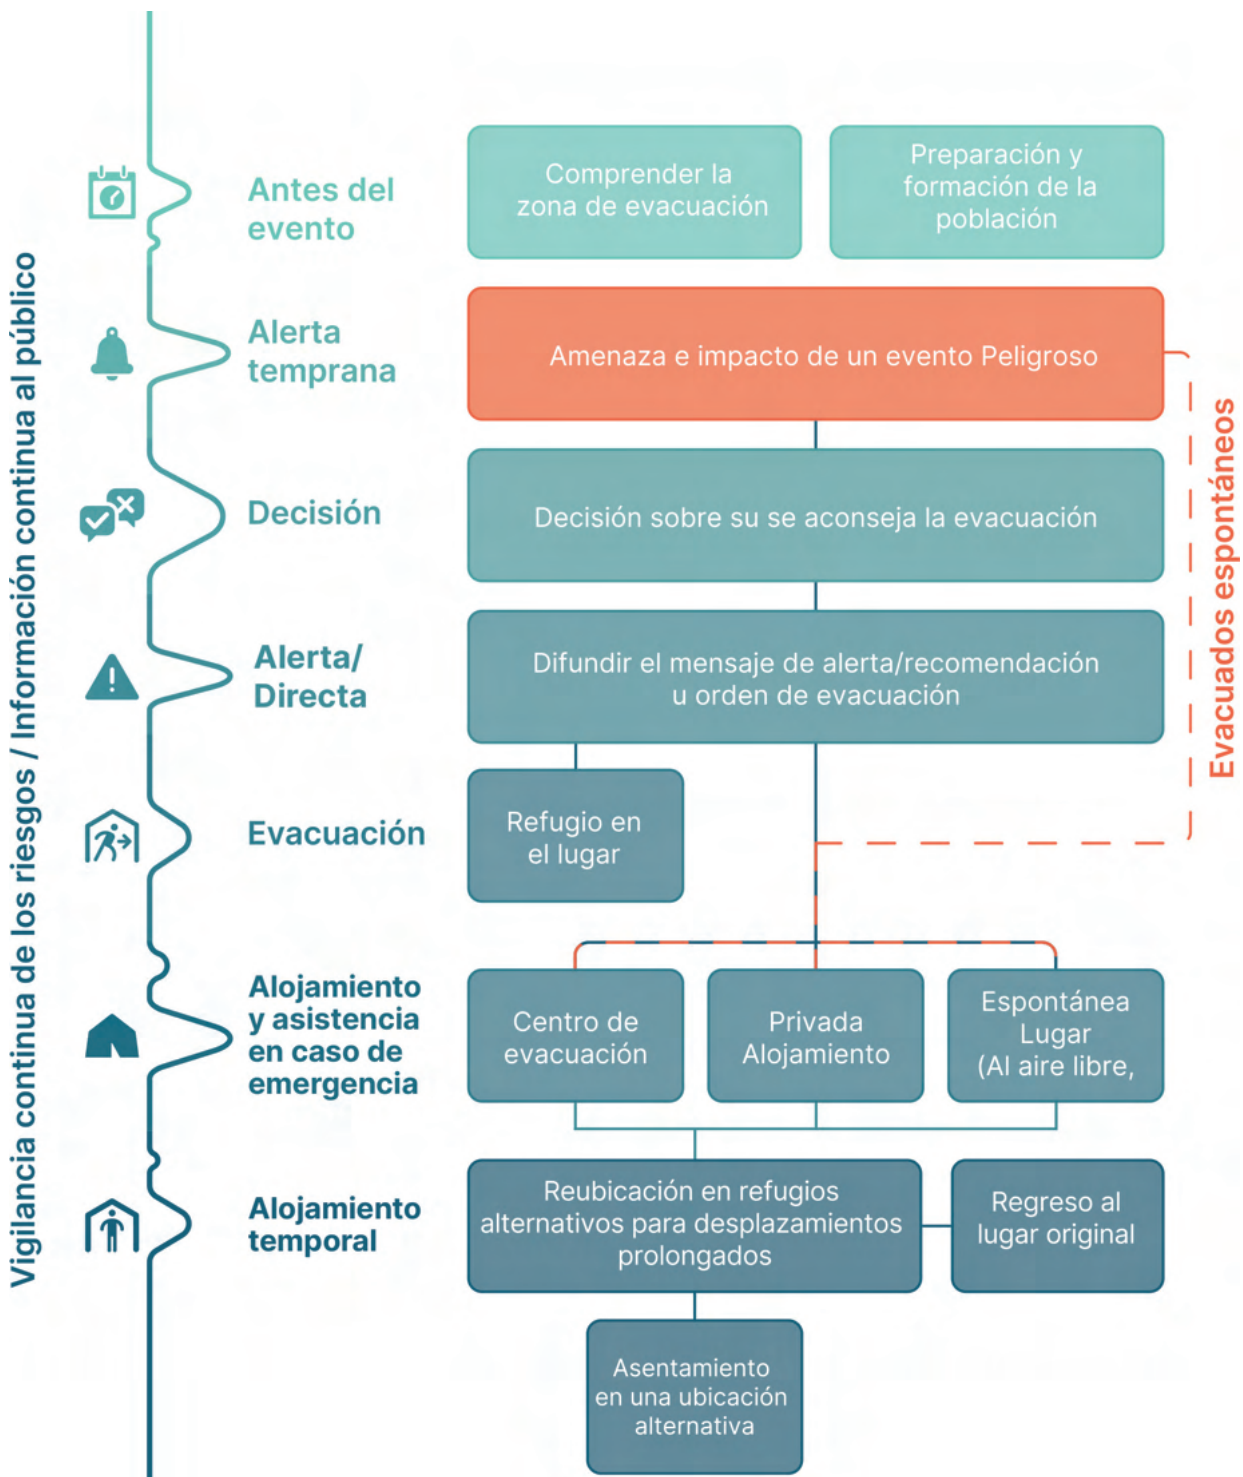 Vigilancia continua de los riesgos / Información continua al público
Antes del
evento
Comprender la
zona de evacuación
Preparación y
formación de la
población
Alerta
temprana
Amenaza e impacto de un evento Peligroso
Evacuados espontáneos
Decisión
Decisión sobre su se aconseja la evacuación
Alerta/
Directa
Difundir el mensaje de alerta/recomendación
u orden de evacuación
Evacuación
Refugio en
el lugar
Alojamiento
y asistencia
en caso de
emergencia
Centro de
evacuación
Privada
Alojamiento
Espontánea
Lugar
(Al aire libre,
Alojamiento
temporal
Reubicación en refugios
alternativos para desplazamientos
prolongados
Regreso al
lugar original
Asentamiento
en una ubicación
alternativa